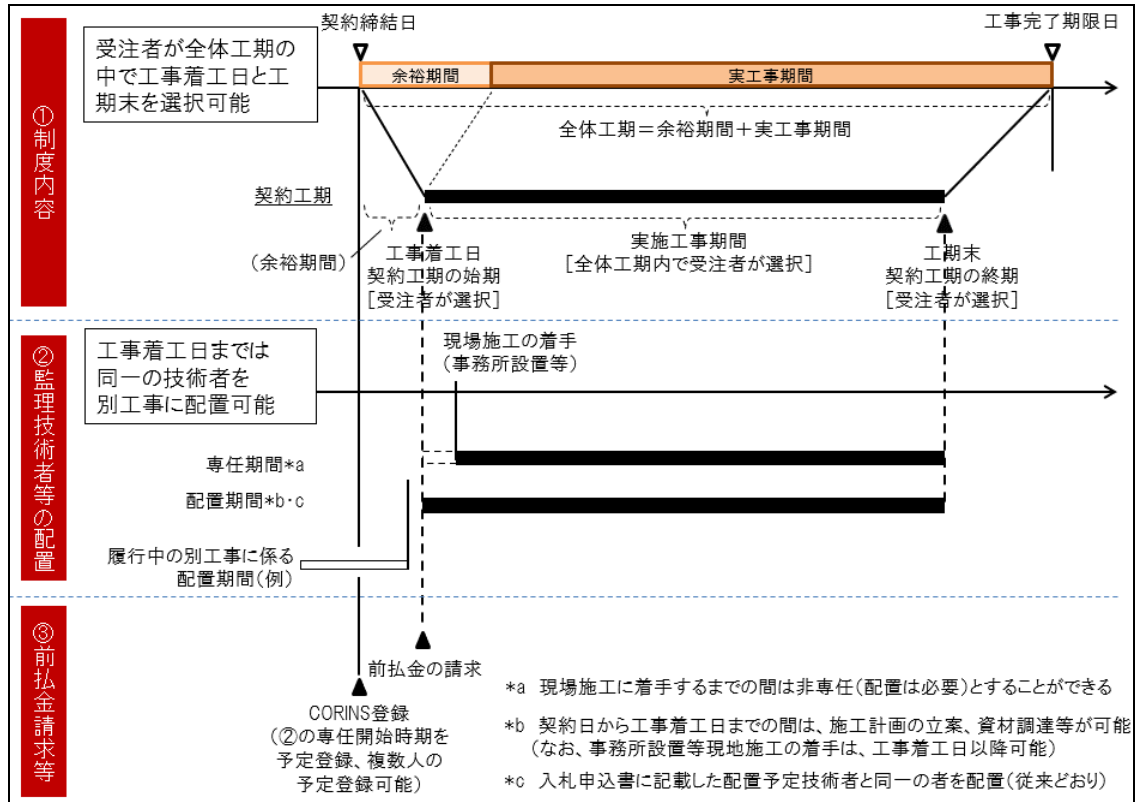 契約締結日
工事完了期限日
受注者が全体工期の
中で工事着工日と工
期末を選択可能
余裕期間
実工事期間
全体工期＝余裕期間＋実工事期間
①制度内容
契約工期
(余裕期間)
工事着工日
契約工期の始期
[受注者が選択]
実施工事期間
[全体工期内で受注者が選択]
工期末
契約工期の終期
[受注者が選択]
②監理技術者等の配置
工事着工日までは
同一の技術者を
別工事に配置可能
現場施工の着手
(事務所設置等)
専任期間*a
配置期間*b・c
履行中の別工事に係る
配置期間(例)
③前払金請求等
前払金の請求
CORINS登録
(②の専任開始時期を
予定登録、複数人の
予定登録可能)
*a 現場施工に着手するまでの間は非専任(配置は必要)とすることができる
*b 契約日から工事着工日までの間は、施工計画の立案、資材調達等が可能
(なお、事務所設置等現地施工の着手は、工事着工日以降可能)
*c 入札申込書に記載した配置予定技術者と同一の者を配置(従来どおり)